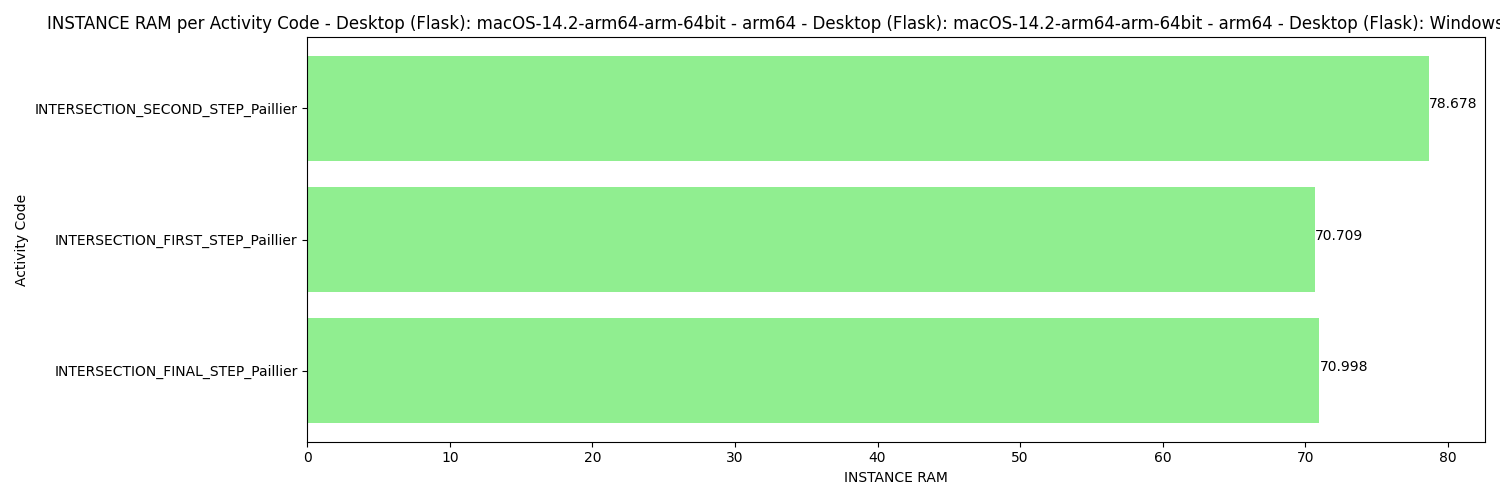 INSTANCE RAM per Activity Code - Desktop (Flask): macOS-14.2-arm64-arm-64bit - arm64 - Desktop (Flask): macOS-14.2-arm64-arm-64bit - arm64 - Desktop (Flask): Windows
INTERSECTION_SECOND_STEP_Paillier
78.678
INTERSECTION_FIRST_STEP_Paillier
70.709
INTERSECTION_FINAL_STEP_Paillier
70.998
Activity Code
0 10 20 30 40 50 60 70 80
INSTANCE RAM